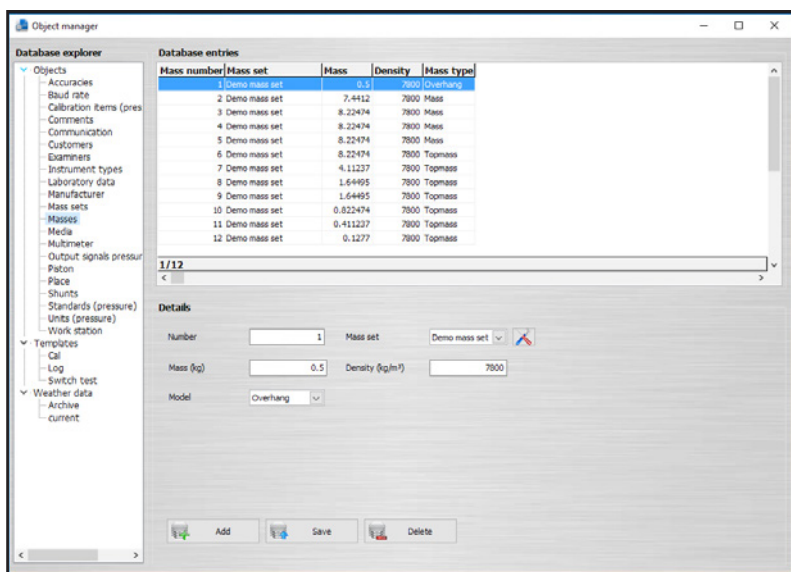 Object manager
Database explorer
Objects
Accuracies
Baud rate
Calibration items (pres
Comments
Communication
Customers
Examiners
Instrument types
Laboratory data
Manufacturer
Mass sets
Masses
Media
Multimeter
Output signals pressur
Piston
Place
Shunts
Standards (pressure)
Units (pressure)
Work station
Templates
Cal
Log
Switch test
Weather data
Archive
current
Database entries
Mass number Mass set Mass Density Mass type
1 Demo mass set 0.5 7800 Overhang
2 Demo mass set 7.4412 7800 Mass
3 Demo mass set 8.22474 7800 Mass
4 Demo mass set 8.22474 7800 Mass
5 Demo mass set 8.22474 7800 Mass
6 Demo mass set 8.22474 7800 Topmass
7 Demo mass set 4.11237 7800 Topmass
8 Demo mass set 1.64495 7800 Topmass
9 Demo mass set 1.64495 7800 Topmass
10 Demo mass set 0.822474 7800 Topmass
11 Demo mass set 0.411237 7800 Topmass
12 Demo mass set 0.1277 7800 Topmass
1/12
Details
Number 1 Mass set Demo mass set
Mass (kg) 0.5 Density (kg/m³) 7800
Model Overhang
Add Save Delete